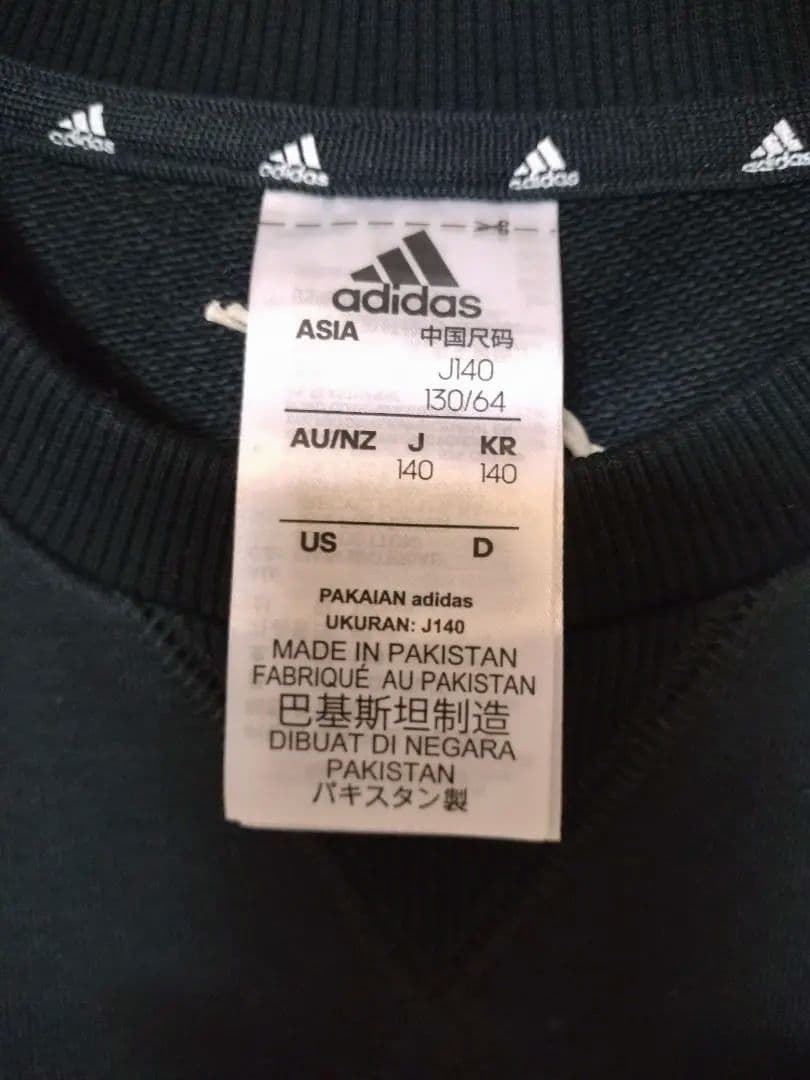 adidas adidas adidas adidas
adidas
ASIA 中国尺码
J140
130/64
AU/NZ J KR
140 140
US D
PAKAIAN adidas
UKURAN: J140
MADE IN PAKISTAN
FABRIQUÉ AU PAKISTAN
巴基斯坦制造
DIBUAT DI NEGARA
PAKISTAN
パキスタン製